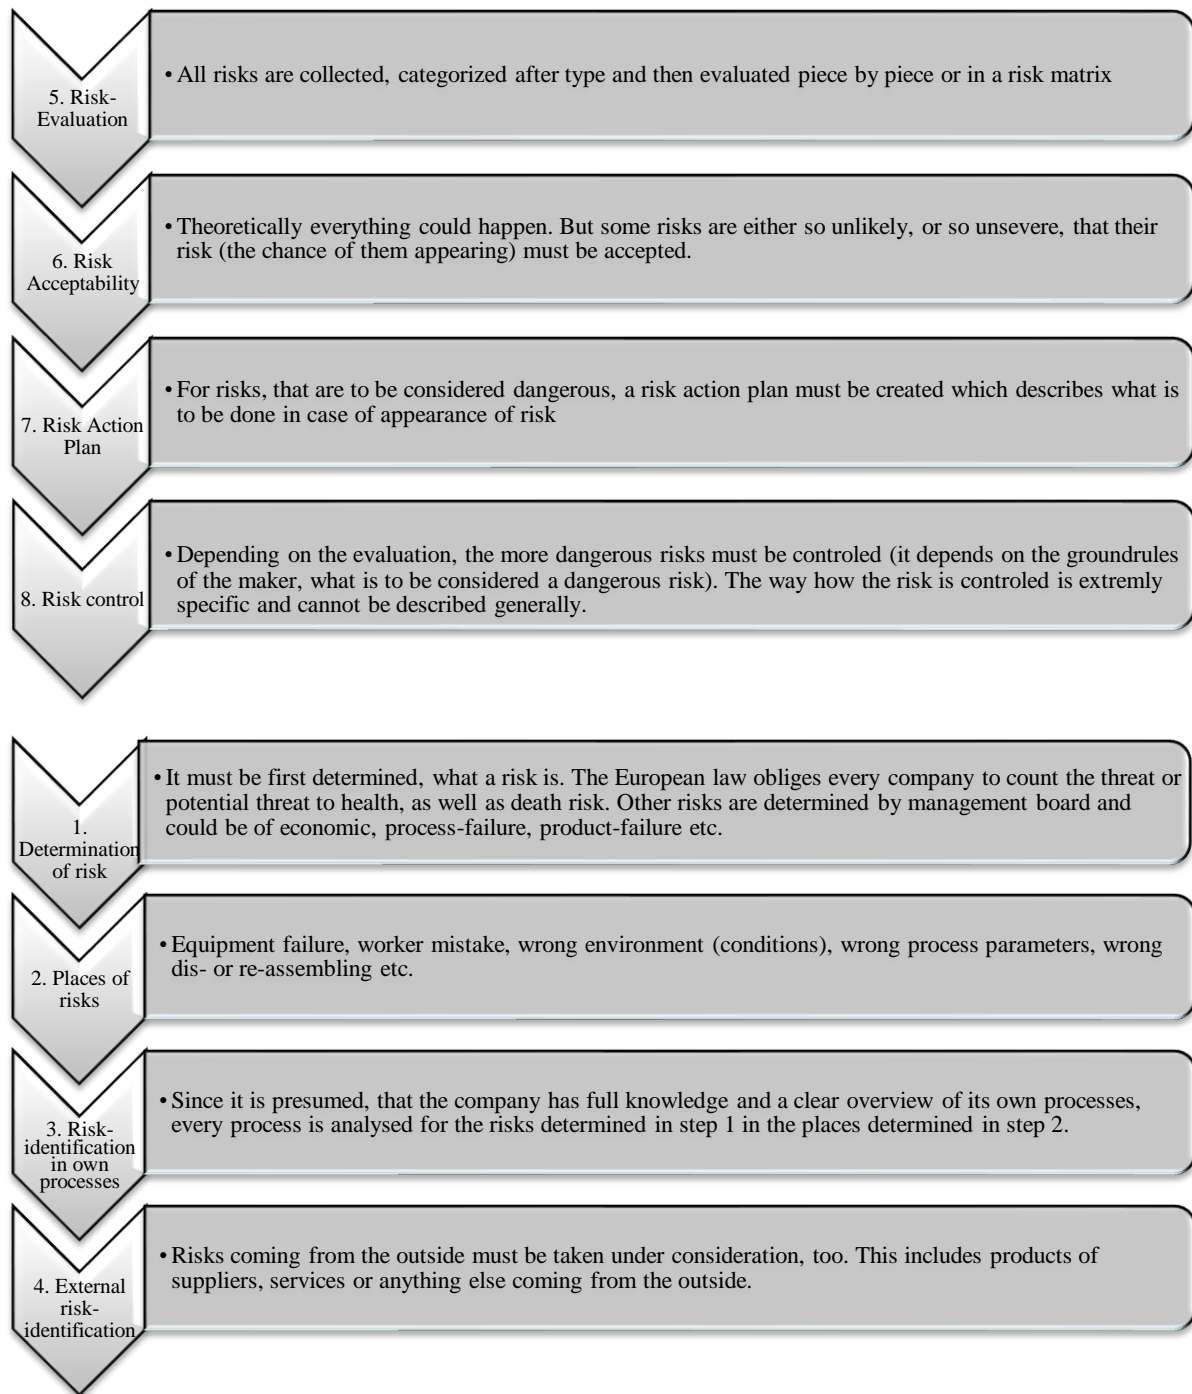 5. Risk-
Evaluation
• All risks are collected, categorized after type and then evaluated piece by piece or in a risk matrix
6. Risk
Acceptability
• Theoretically everything could happen. But some risks are either so unlikely, or so unsevere, that their
risk (the chance of them appearing) must be accepted.
7. Risk Action
Plan
• For risks, that are to be considered dangerous, a risk action plan must be created which describes what is
to be done in case of appearance of risk
8. Risk control
• Depending on the evaluation, the more dangerous risks must be controled (it depends on the groundrules
of the maker, what is to be considered a dangerous risk). The way how the risk is controled is extremly
specific and cannot be described generally.
1.
Determination
of risk
• It must be first determined, what a risk is. The European law obliges every company to count the threat or
potential threat to health, as well as death risk. Other risks are determined by management board and
could be of economic, process-failure, product-failure etc.
2. Places of
risks
• Equipment failure, worker mistake, wrong environment (conditions), wrong process parameters, wrong
dis- or re-assembling etc.
3. Risk-
identification
in own
processes
• Since it is presumed, that the company has full knowledge and a clear overview of its own processes,
every process is analysed for the risks determined in step 1 in the places determined in step 2.
4. External
risk-
identification
• Risks coming from the outside must be taken under consideration, too. This includes products of
suppliers, services or anything else coming from the outside.